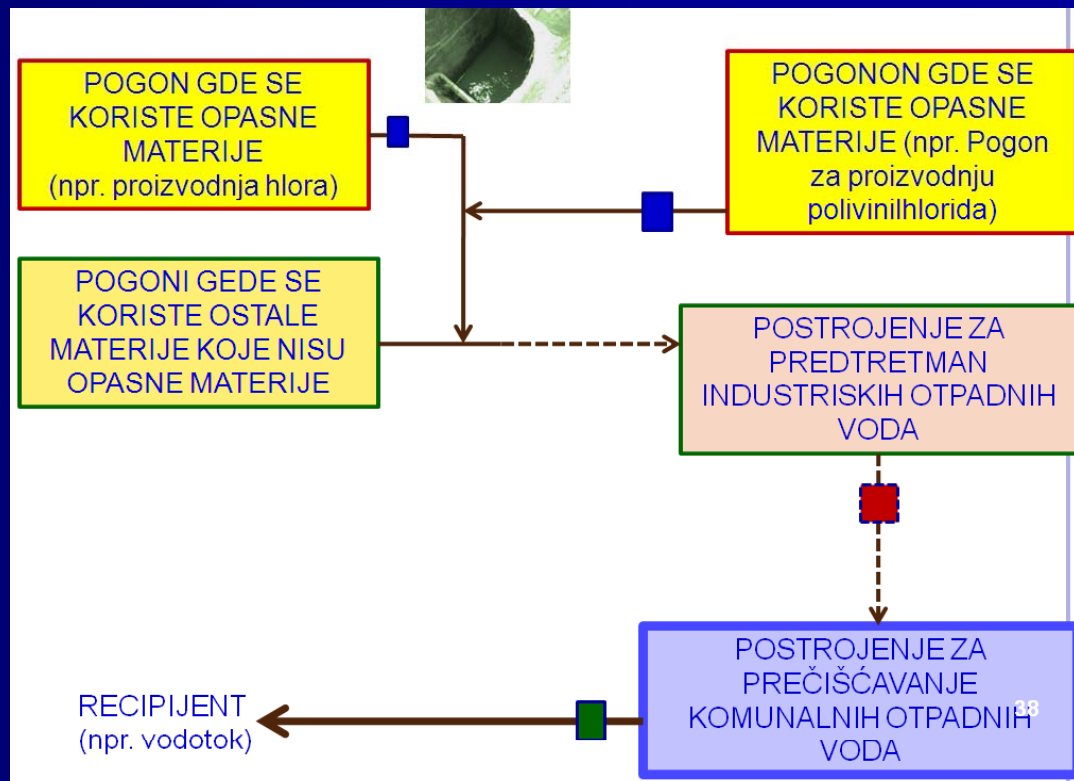 POGON GDE SE
KORISTE OPASNE
MATERIJE
(npr. proizvodnja hlora)
POGONON GDE SE
KORISTE OPASNE
MATERIJE (npr. Pogon
za proizvodnju
polivinilhlorida)
POGONI GEDE SE
KORISTE OSTALE
MATERIJE KOJE NISU
OPASNE MATERIJE
POSTROJENJE ZA
PREDTRETMAN
INDUSTRISKIH OTPADNIH
VODA
POSTROJENJE ZA
PREČIŠĆAVANJE
KOMUNALNIH OTPADNIH
VODA
38
RECIPIJENT
(npr. vodotok)